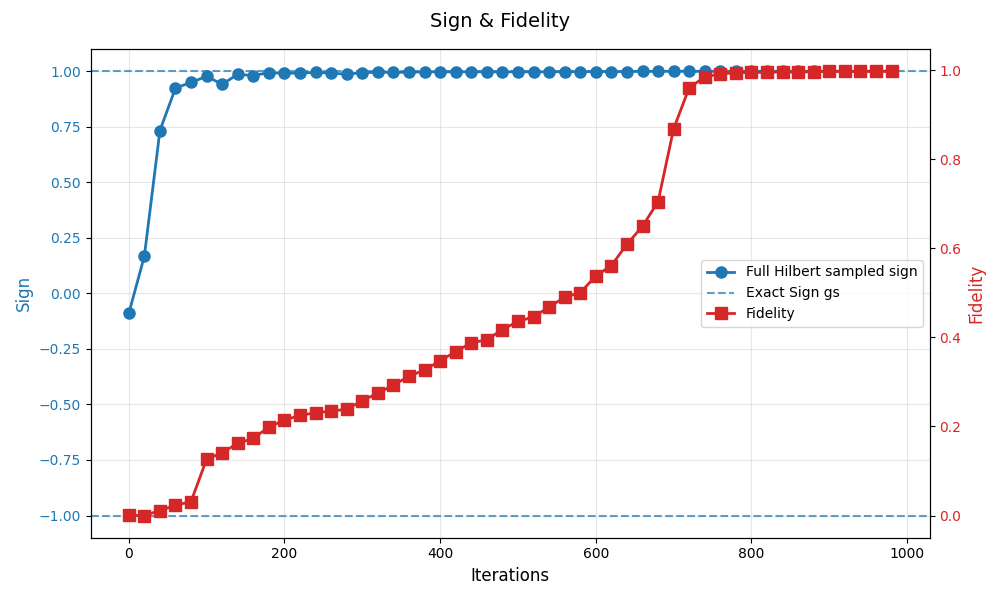 Sign & Fidelity
1.00
0.75
0.50
0.25
0.00
−0.25
−0.50
−0.75
−1.00
Sign
1.0
0.8
0.6
0.4
0.2
0.0
Fidelity
Full Hilbert sampled sign
Exact Sign gs
Fidelity
0 200 400 600 800 1000
Iterations